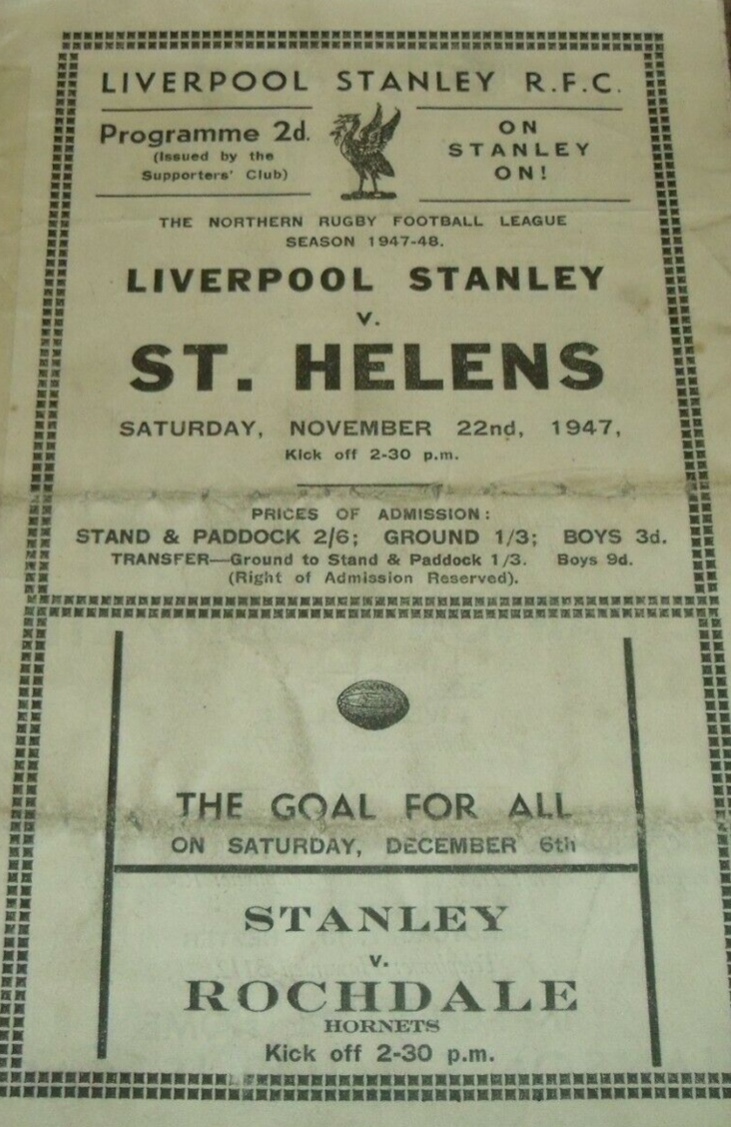 LIVERPOOL STANLEY R.F.C.
Programme 2d.
(Issued by the
Supporters' Club)
ON
STANLEY
ON!
THE NORTHERN RUGBY FOOTBALL LEAGUE
SEASON 1947-48.
LIVERPOOL STANLEY
v.
ST. HELENS
SATURDAY, NOVEMBER 22nd, 1947,
Kick off 2-30 p.m.
PRICES OF ADMISSION:
STAND & PADDOCK 2/6; GROUND 1/3; BOYS 3d.
TRANSFER—Ground to Stand & Paddock 1/3. Boys 9d.
(Right of Admission Reserved).
THE GOAL FOR ALL
ON SATURDAY, DECEMBER 6th
STANLEY
v.
ROCHDALE
HORNETS
Kick off 2-30 p.m.